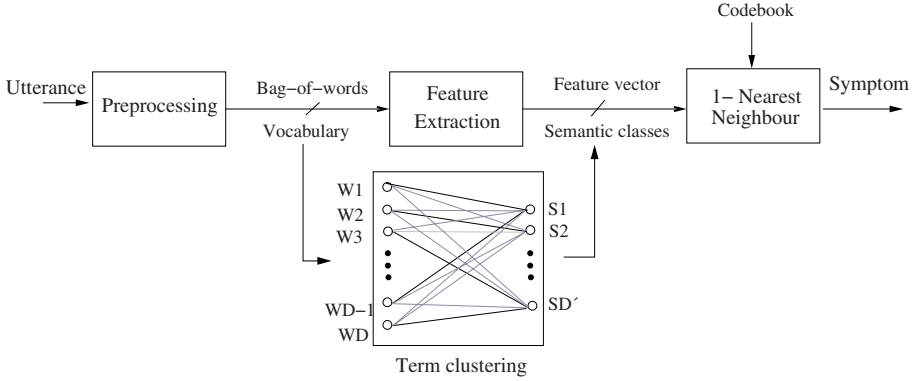 Codebook
Utterance
Preprocessing
Bag-of-words
Vocabulary
Feature
Extraction
Feature vector
Semantic classes
1- Nearest
Neighbour
Symptom
W1
W2
W3
WD-1
WD
S1
S2
SD´
Term clustering